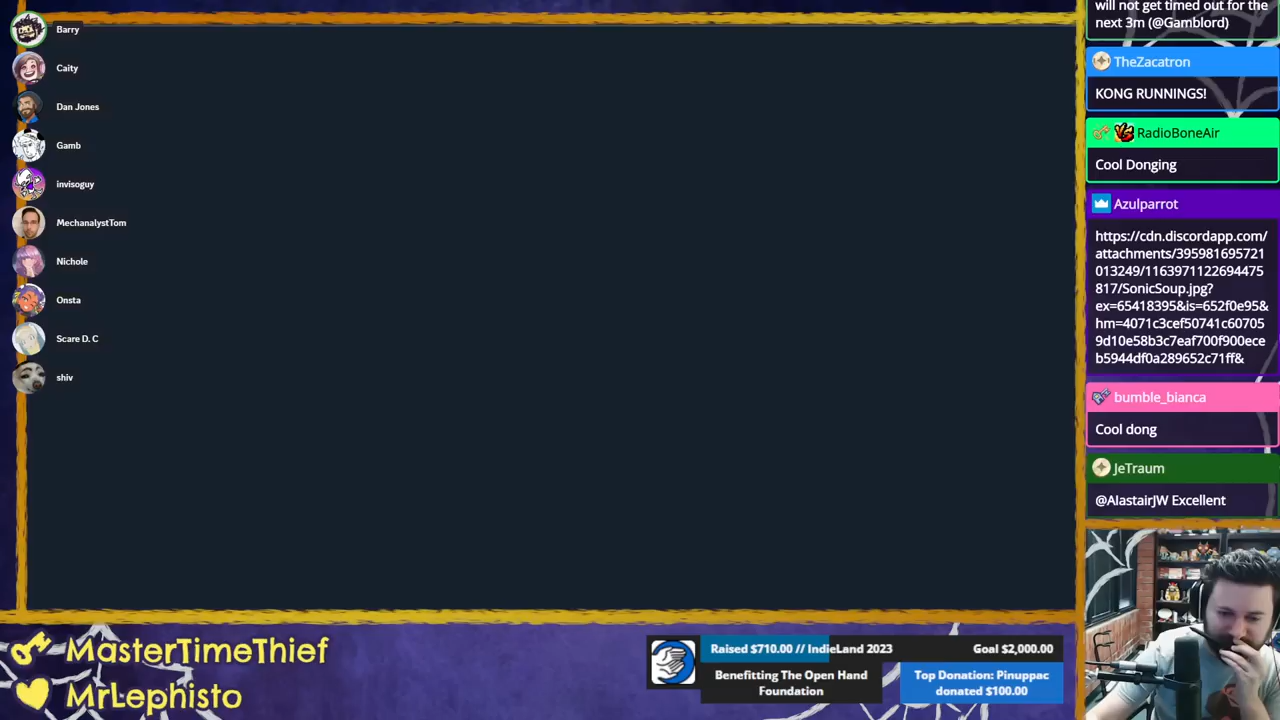 Barry
Caity
Dan Jones
Gamb
invisoguy
MechanalystTom
Nichole
Onsta
Scare D. C
shiv
will not get timed out for the
next 3m (@Gamblord)
TheZacatron
KONG RUNNINGS!
RadioBoneAir
Cool Donging
Azulparrot
https://cdn.discordapp.com/
attachments/395981695721
013249/1163971122694475
817/SonicSoup.jpg?
ex=65418395&is=652f0e95&
hm=4071c3cef50741c60705
9d10e58b3c7eaf700f900ece
b5944df0a289652c71ff&
bumble_bianca
Cool dong
JeTraum
@AlastairJW Excellent
MasterTimeThief
MrLephisto
Raised $710.00 // IndieLand 2023
Goal $2,000.00
Benefitting The Open Hand
Foundation
Top Donation: Pinuppac
donated $100.00